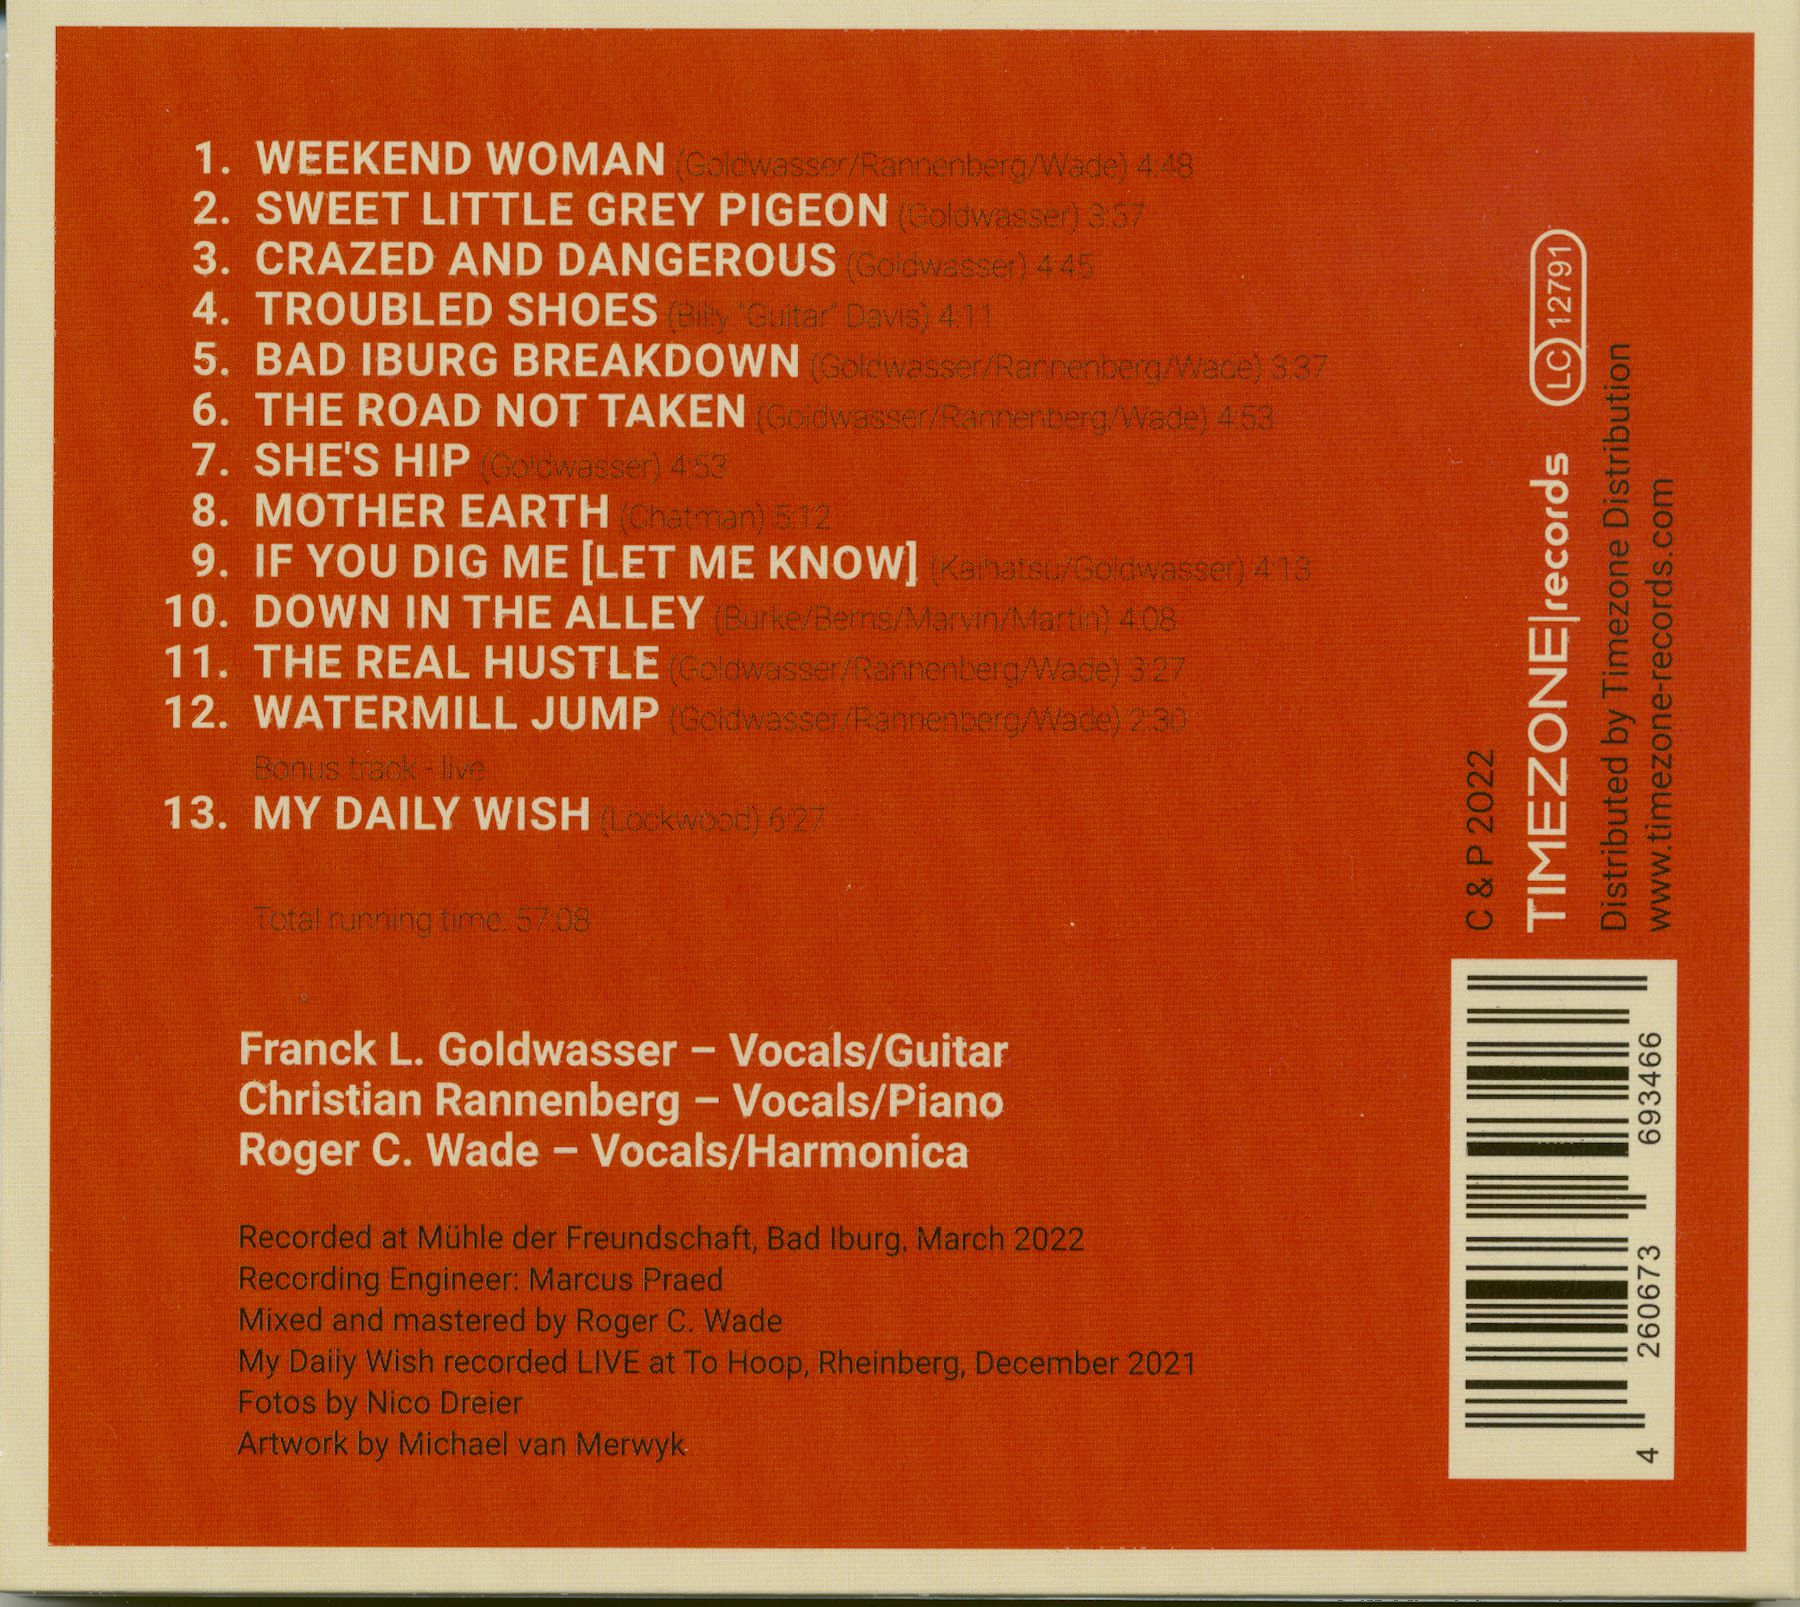 1. WEEKEND WOMAN (Goldwasser/Rannenberg/Wade) 4:48
2. SWEET LITTLE GREY PIGEON (Goldwasser) 3:57
3. CRAZED AND DANGEROUS (Goldwasser) 4:45
4. TROUBLED SHOES (Billy "Guitar" Davis) 4:11
5. BAD IBURG BREAKDOWN (Goldwasser/Rannenberg/Wade) 3:37
6. THE ROAD NOT TAKEN (Goldwasser/Rannenberg/Wade) 4:53
7. SHE'S HIP (Goldwasser) 4:53
8. MOTHER EARTH (Chatman) 5:12
9. IF YOU DIG ME [LET ME KNOW] (Kaihatsu/Goldwasser) 4:13
10. DOWN IN THE ALLEY (Burke/Berns/Marvin/Martin) 4:08
11. THE REAL HUSTLE (Goldwasser/Rannenberg/Wade) 3:27
12. WATERMILL JUMP (Goldwasser/Rannenberg/Wade) 2:30
Bonus track - live
13. MY DAILY WISH (Lockwood) 6:27
Total running time: 57:08
Franck L. Goldwasser – Vocals/Guitar
Christian Rannenberg – Vocals/Piano
Roger C. Wade – Vocals/Harmonica
Recorded at Mühle der Freundschaft, Bad Iburg, March 2022
Recording Engineer: Marcus Praed
Mixed and mastered by Roger C. Wade
My Daily Wish recorded LIVE at To Hoop, Rheinberg, December 2021
Fotos by Nico Dreier
Artwork by Michael van Merwyk
C & P 2022
TIMEZONE|records LC 12791
Distributed by Timezone Distribution
www.timezone-records.com
4 260673 693466